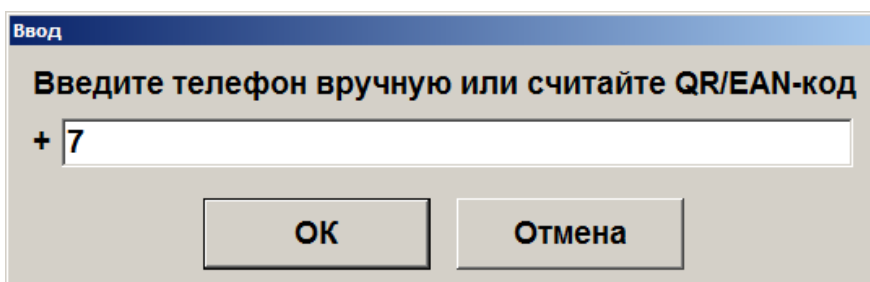 Ввод
Введите телефон вручную или считайте QR/EAN-код
+ 7
ОК Отмена